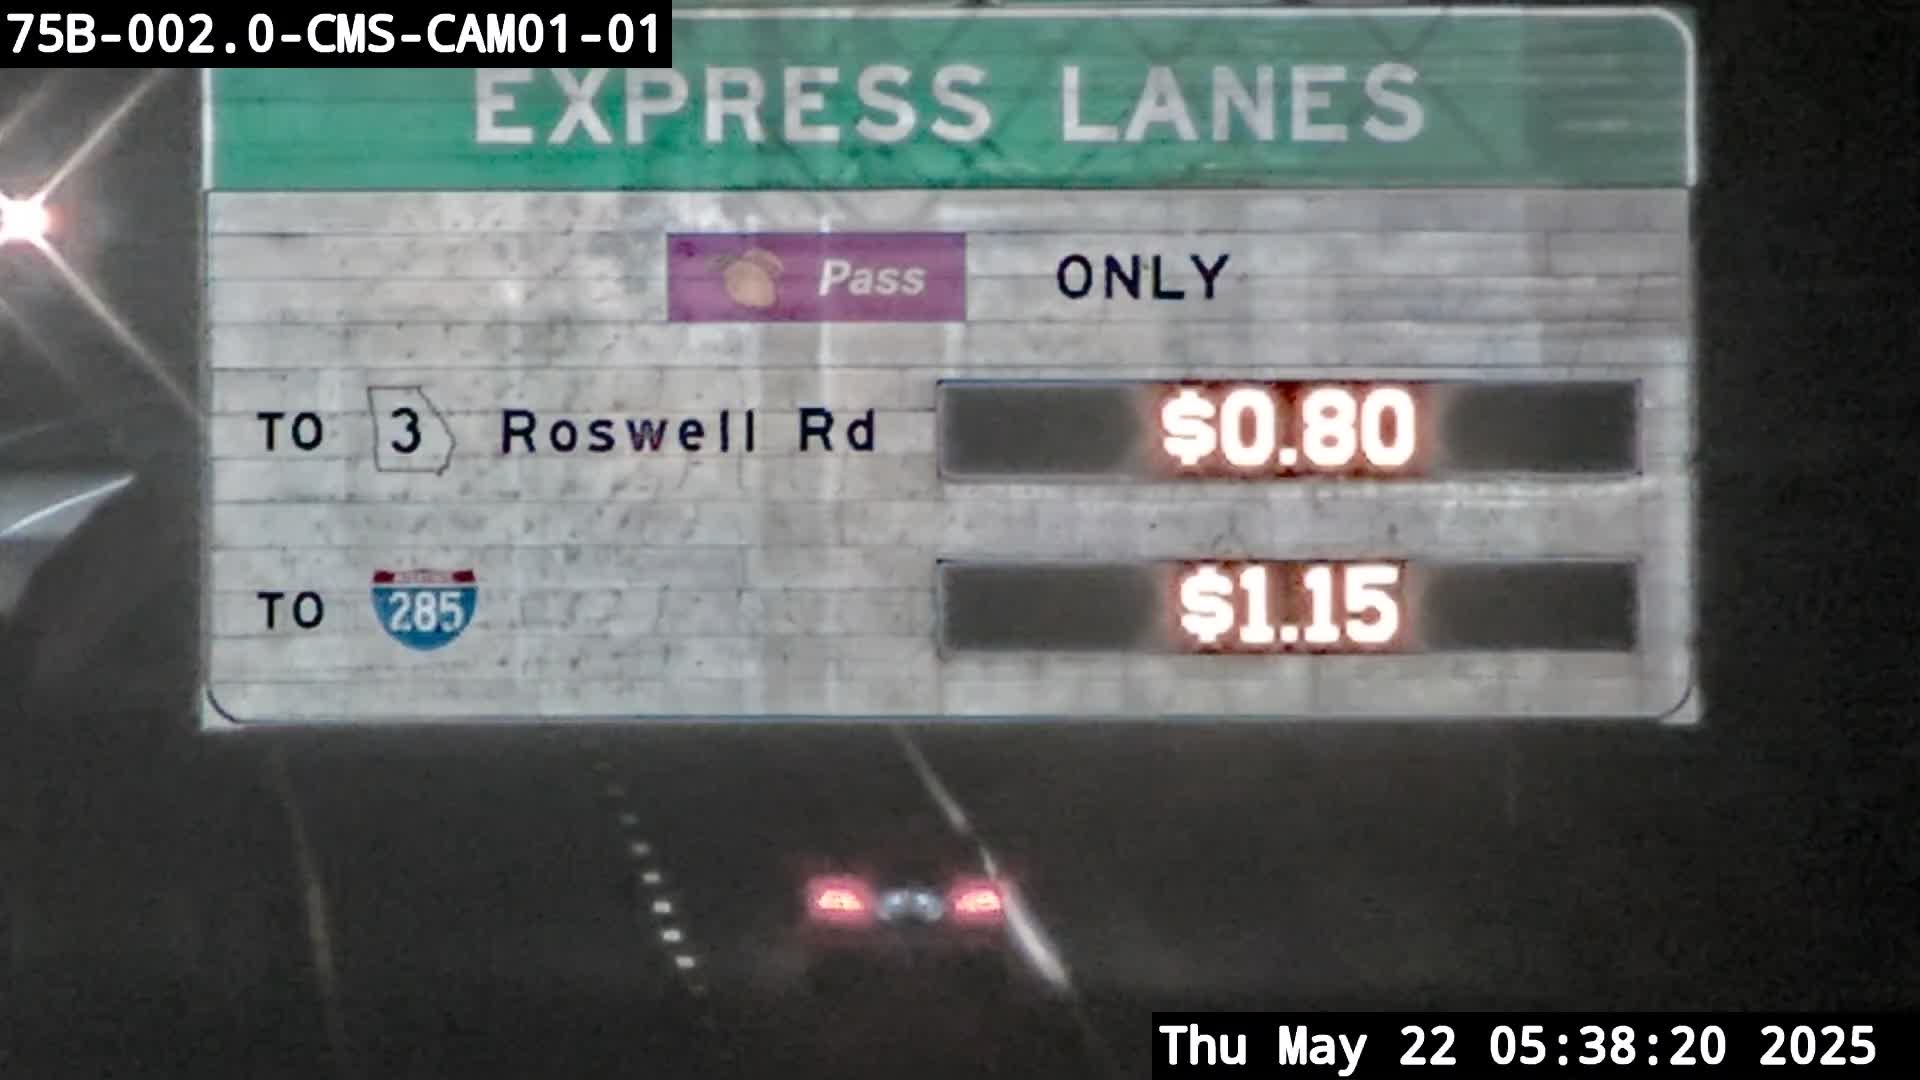 75B-002.0-CMS-CAM01-01
EXPRESS LANES
Pass ONLY
TO 3 Roswell Rd $0.80
TO 285 $1.15
Thu May 22 05:38:20 2025